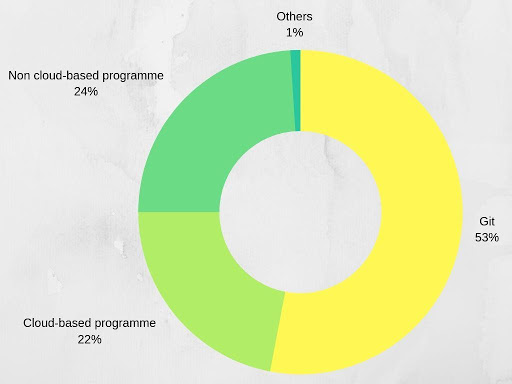 Others
1%
Non cloud-based programme
24%
Git
53%
Cloud-based programme
22%